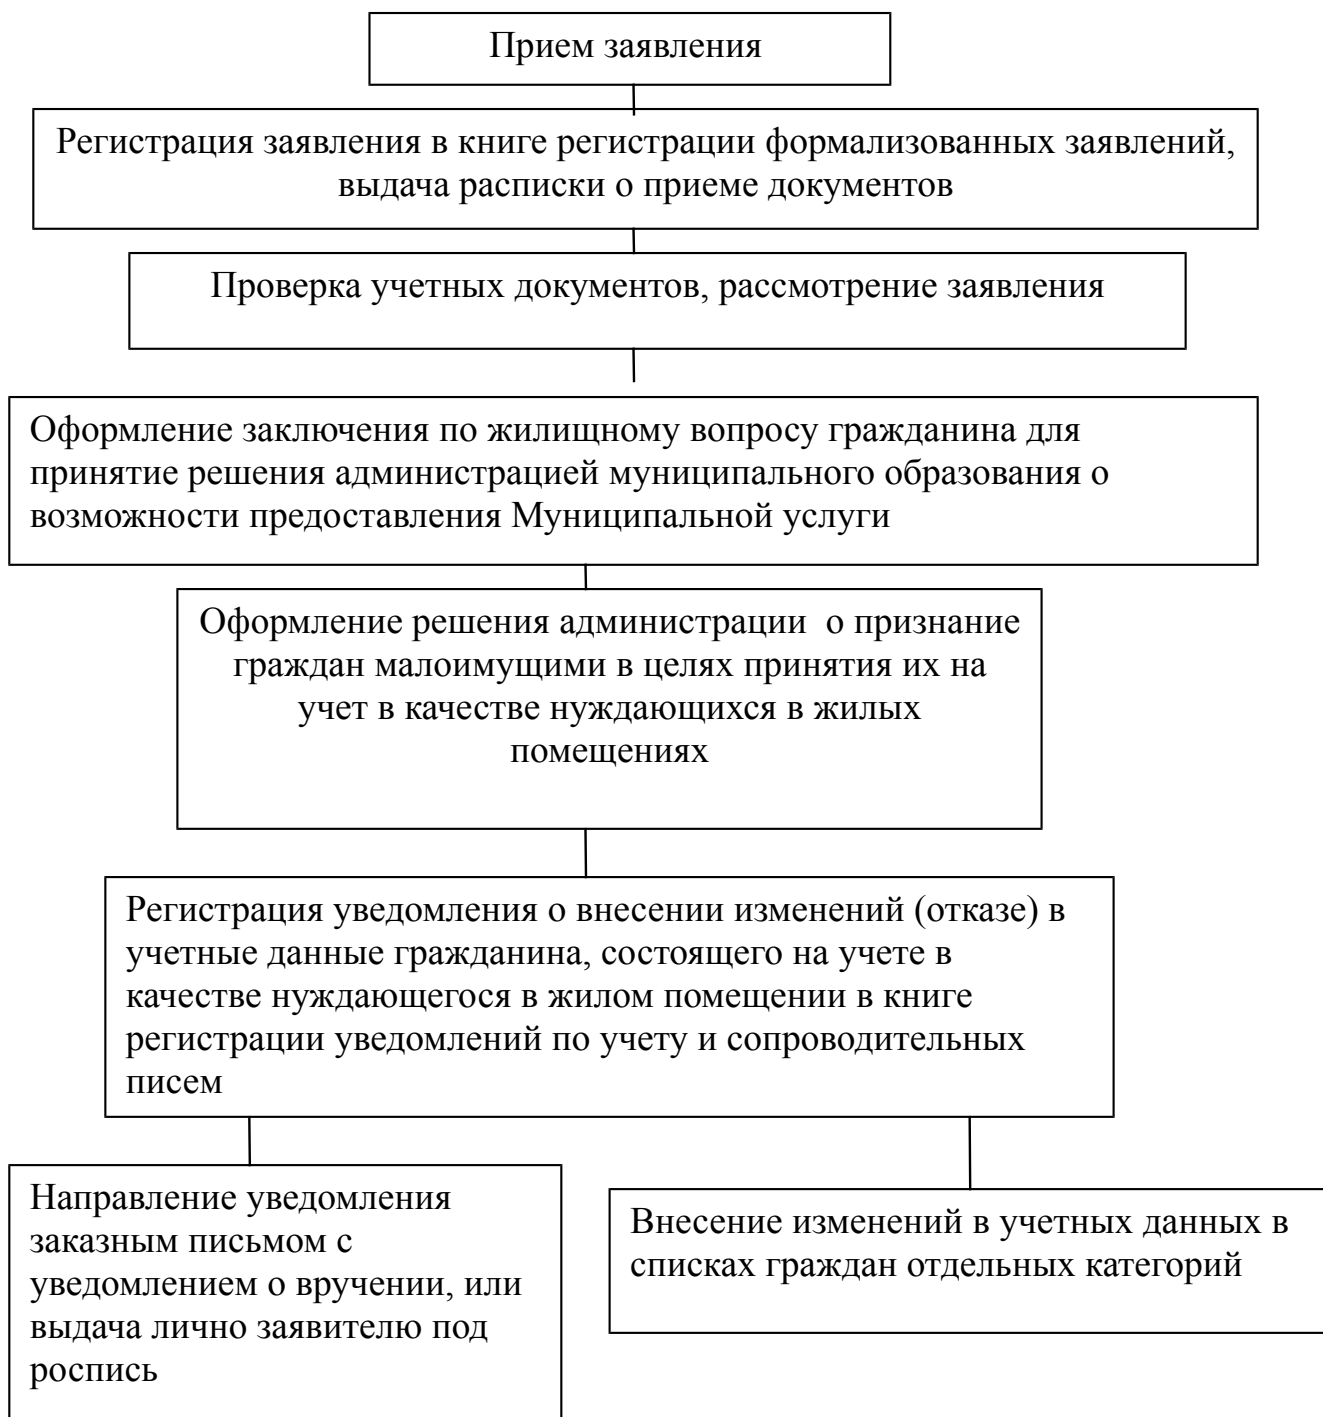 Прием заявления
Регистрация заявления в книге регистрации формализованных заявлений,
выдача расписки о приеме документов
Проверка учетных документов, рассмотрение заявления
Оформление заключения по жилищному вопросу гражданина для
принятие решения администрацией муниципального образования о
возможности предоставления Муниципальной услуги
Оформление решения администрации  о признание
граждан малоимущими в целях принятия их на
учет в качестве нуждающихся в жилых
помещениях
Регистрация уведомления о внесении изменений (отказе) в
учетные данные гражданина, состоящего на учете в
качестве нуждающегося в жилом помещении в книге
регистрации уведомлений по учету и сопроводительных
писем
Направление уведомления
заказным письмом с
уведомлением о вручении, или
выдача лично заявителю под
роспись
Внесение изменений в учетных данных в
списках граждан отдельных категорий